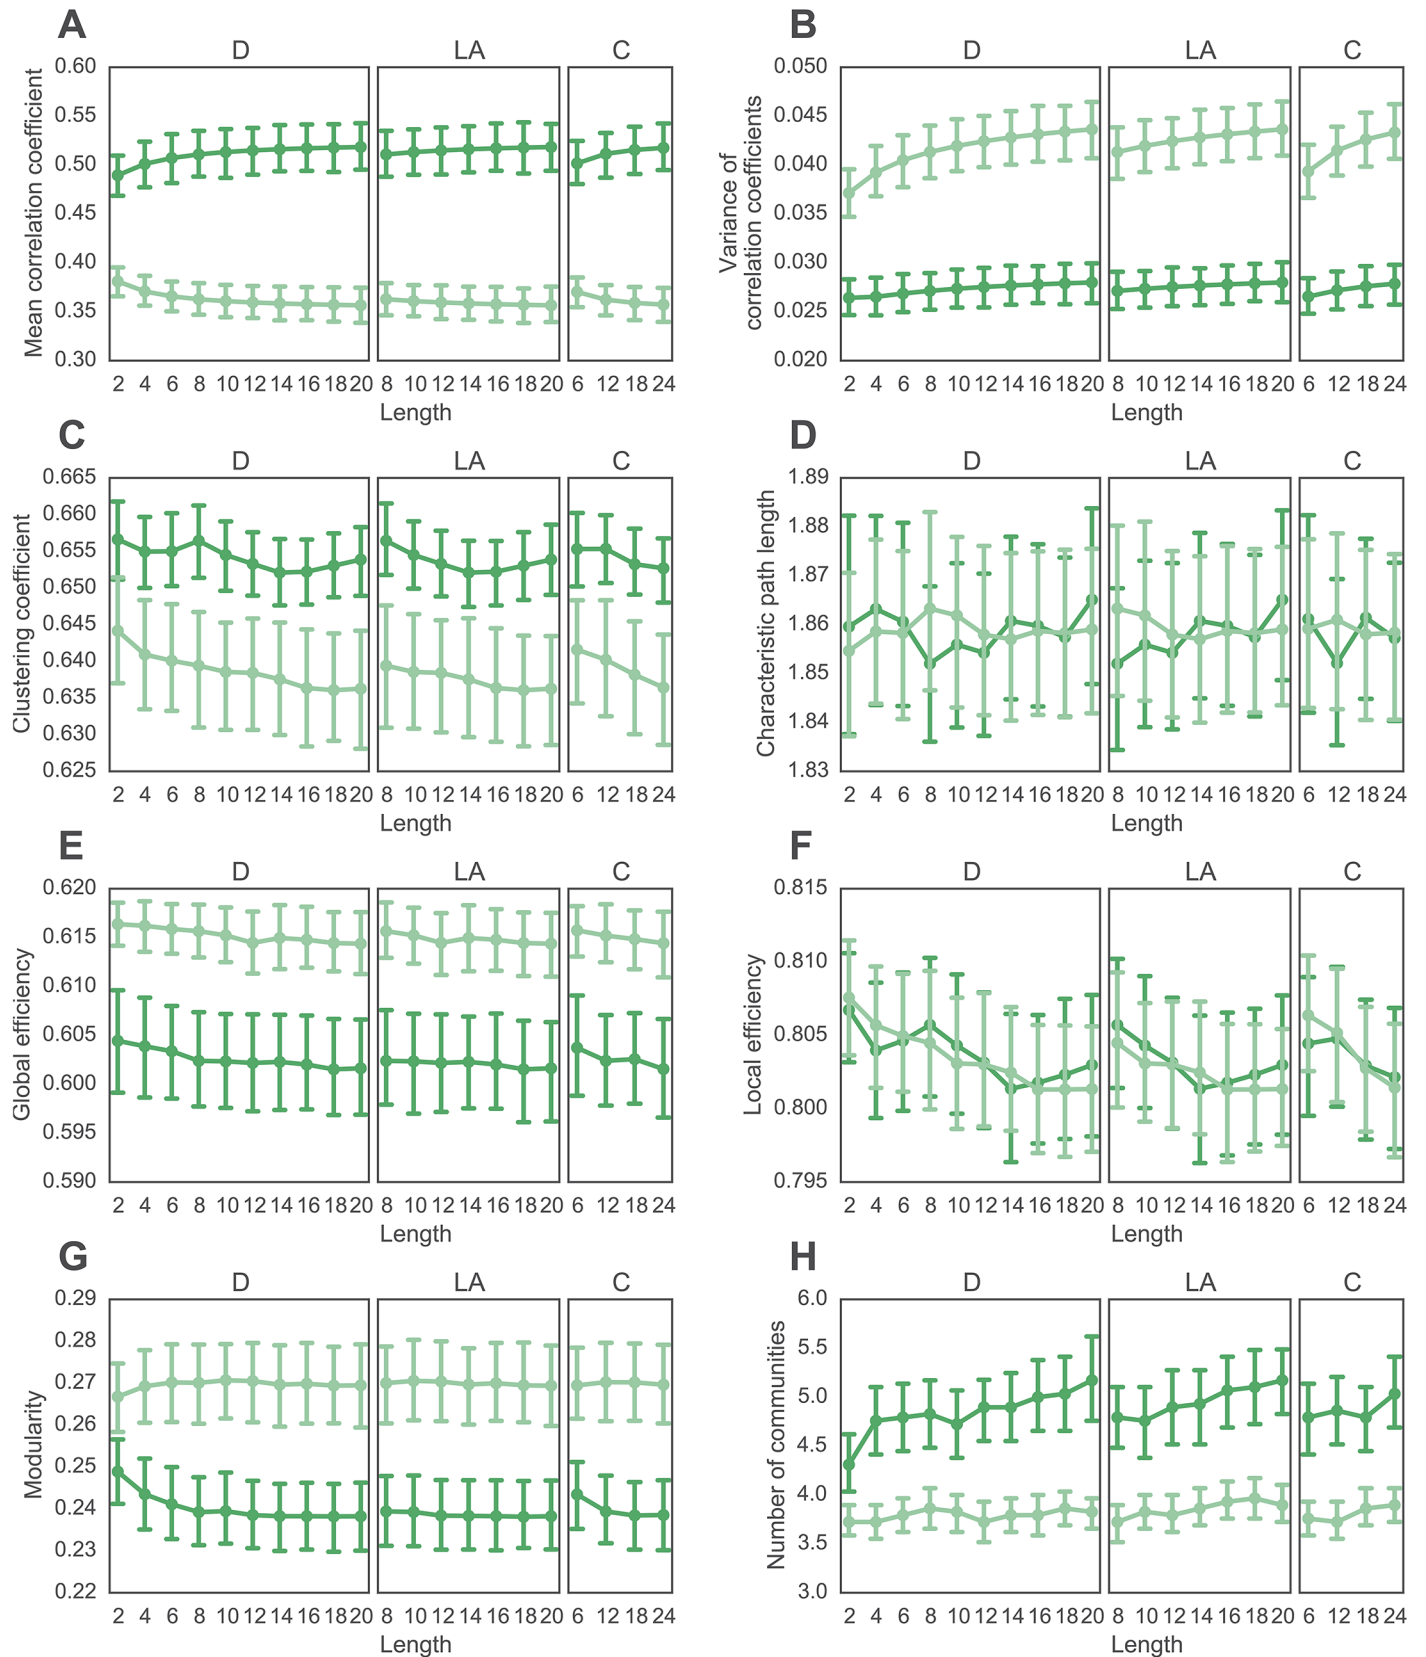 A
D LA C
Mean correlation coefficient
0.60
0.55
0.50
0.45
0.40
0.35
0.30
2 4 6 8 10 12 14 16 18 20 8 10 12 14 16 18 20 6 12 18 24
Length
B
D LA C
Variance of
correlation coefficients
0.050
0.045
0.040
0.035
0.030
0.025
0.020
2 4 6 8 10 12 14 16 18 20 8 10 12 14 16 18 20 6 12 18 24
Length
C
D LA C
Clustering coefficient
0.665
0.660
0.655
0.650
0.645
0.640
0.635
0.630
0.625
2 4 6 8 10 12 14 16 18 20 8 10 12 14 16 18 20 6 12 18 24
Length
D
D LA C
Characteristic path length
1.89
1.88
1.87
1.86
1.85
1.84
1.83
2 4 6 8 10 12 14 16 18 20 8 10 12 14 16 18 20 6 12 18 24
Length
E
D LA C
Global efficiency
0.620
0.615
0.610
0.605
0.600
0.595
0.590
2 4 6 8 10 12 14 16 18 20 8 10 12 14 16 18 20 6 12 18 24
Length
F
D LA C
Local efficiency
0.815
0.810
0.805
0.800
0.795
2 4 6 8 10 12 14 16 18 20 8 10 12 14 16 18 20 6 12 18 24
Length
G
D LA C
Modularity
0.29
0.28
0.27
0.26
0.25
0.24
0.23
0.22
2 4 6 8 10 12 14 16 18 20 8 10 12 14 16 18 20 6 12 18 24
Length
H
D LA C
Number of communities
6.0
5.5
5.0
4.5
4.0
3.5
3.0
2 4 6 8 10 12 14 16 18 20 8 10 12 14 16 18 20 6 12 18 24
Length